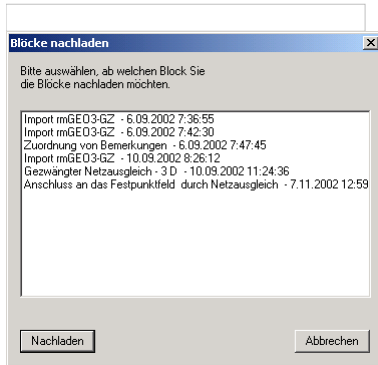 Blöcke nachladen
Bitte auswählen, ab welchen Block Sie
die Blöcke nachladen möchten.
Import rmGEO3-GZ - 6.09.2002 7:36:55
Import rmGEO3-GZ - 6.09.2002 7:42:30
Zuordnung von Bemerkungen - 6.09.2002 7:47:45
Import rmGEO3-GZ - 10.09.2002 8:26:12
Gezwängter Netzausgleich - 3 D - 10.09.2002 11:24:36
Anschluss an das Festpunktfeld durch Netzausgleich - 7.11.2002 12:59
Nachladen
Abbrechen